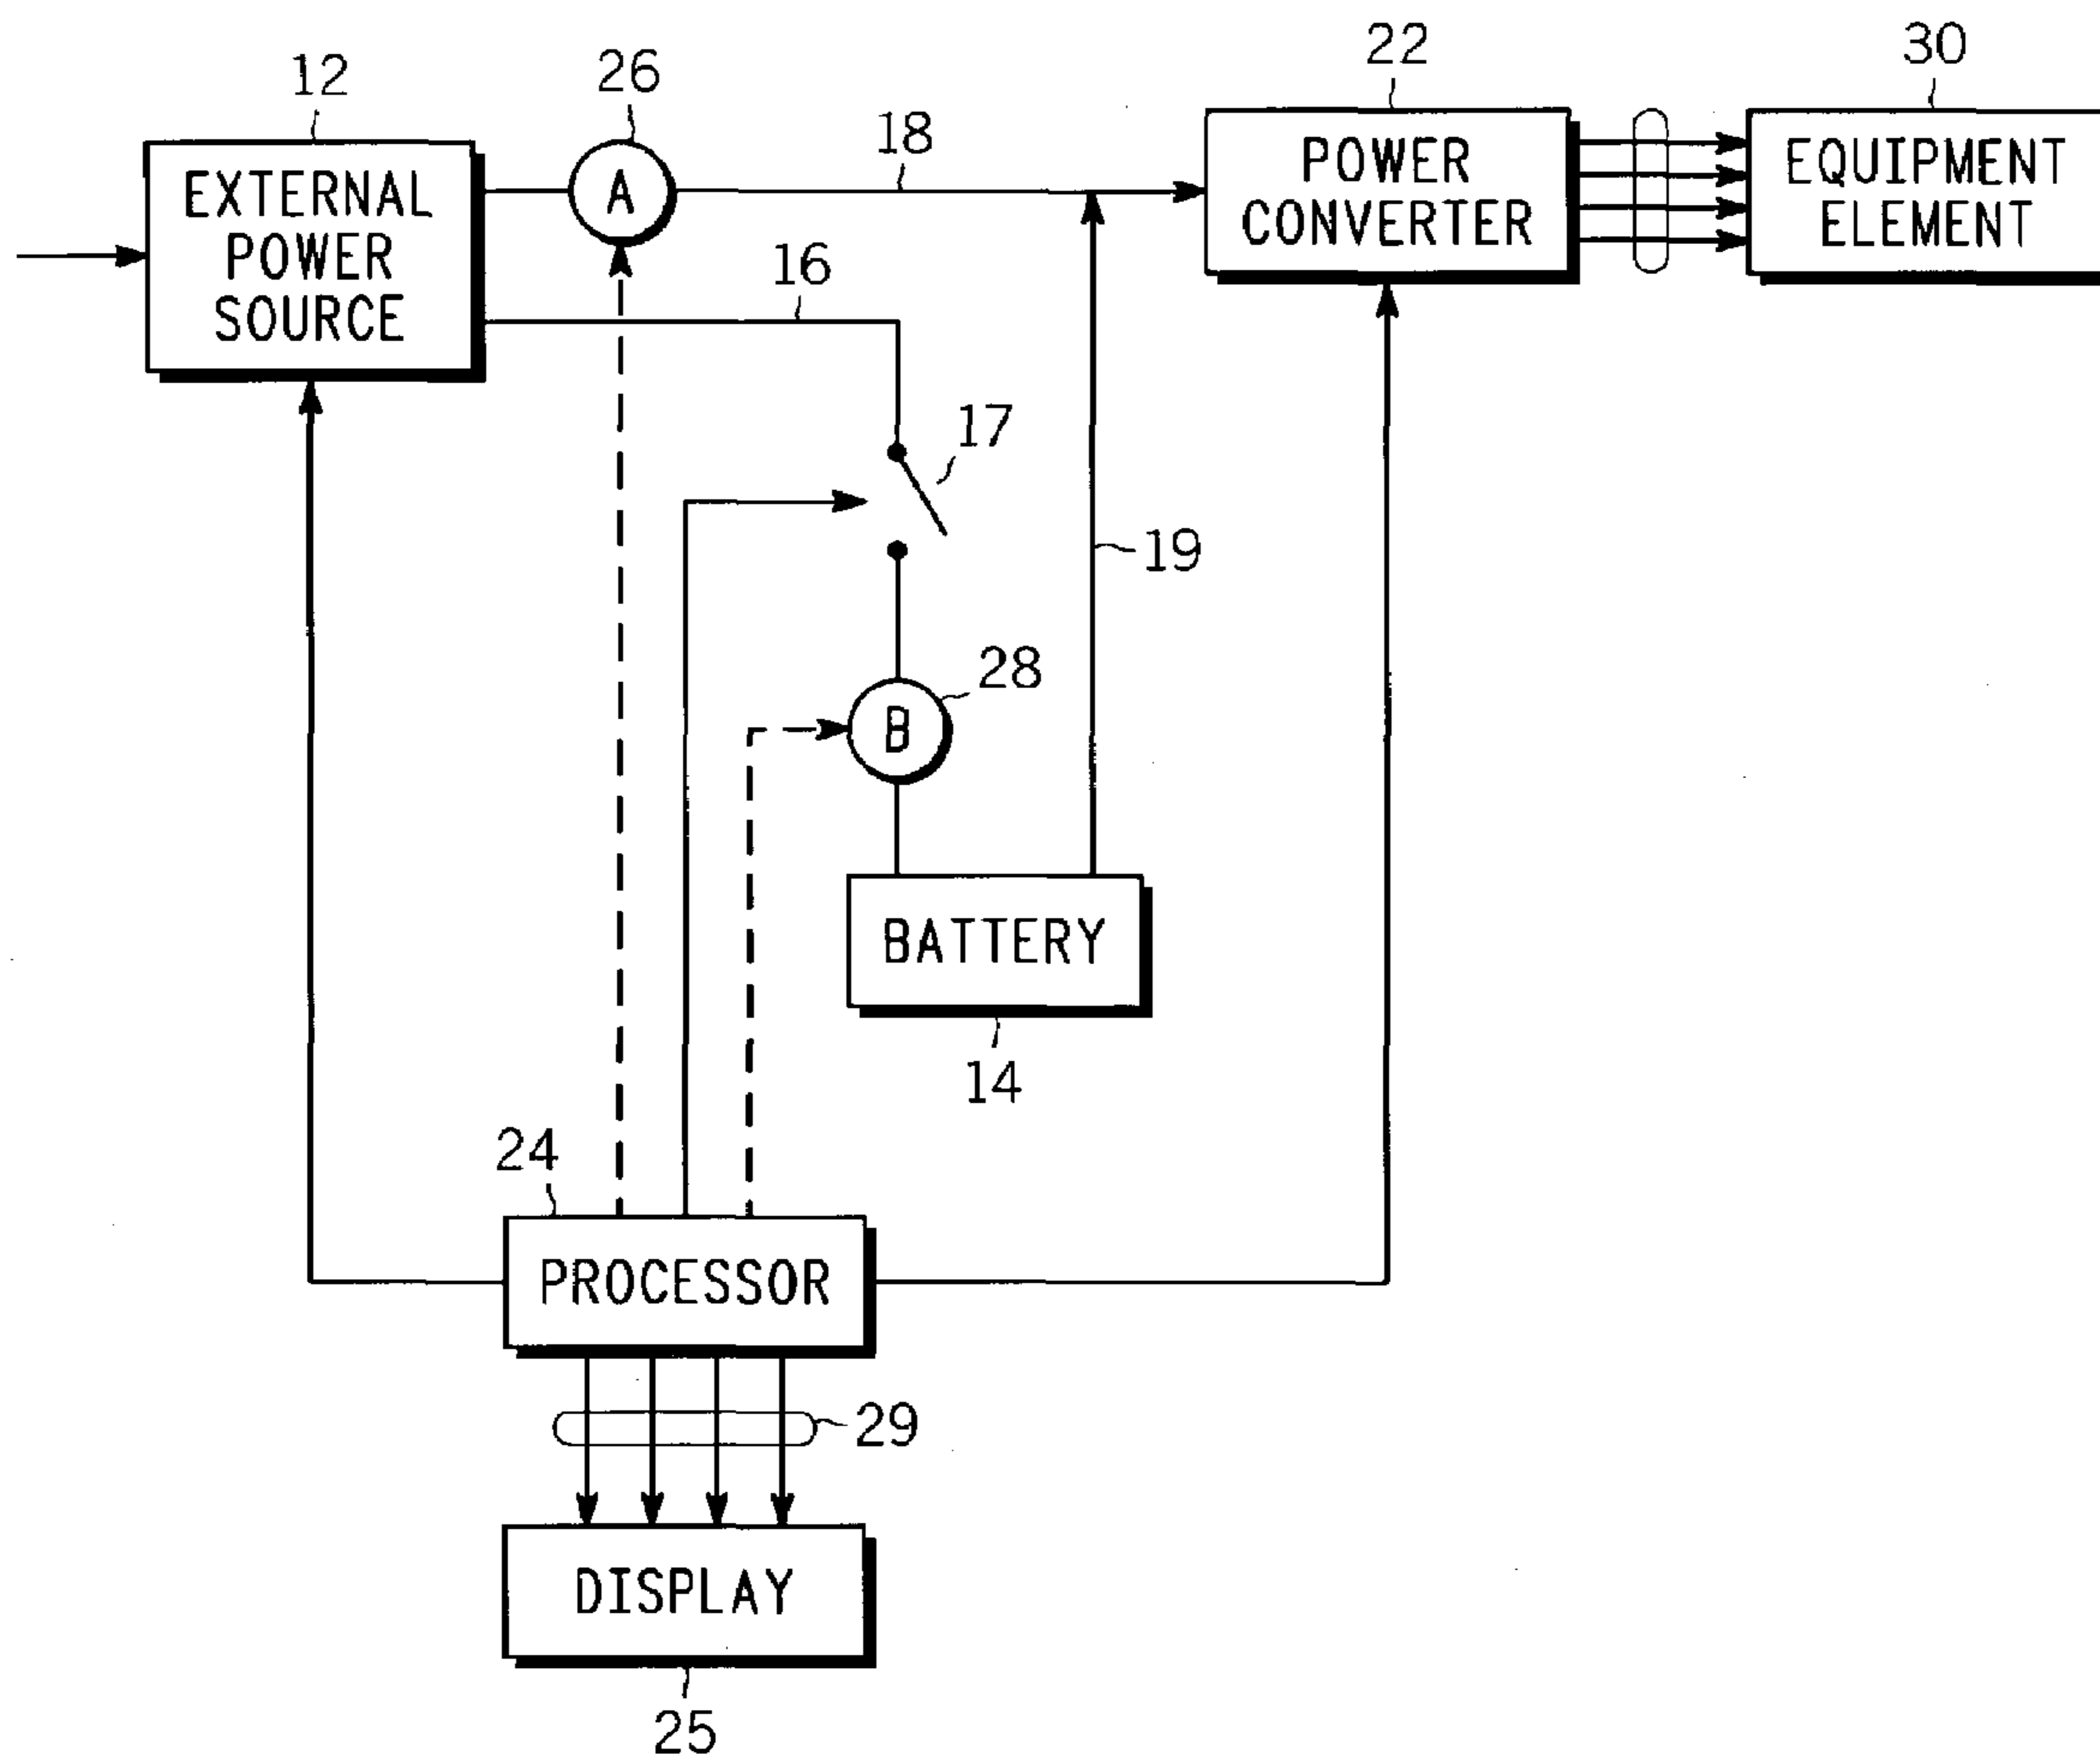 12
26
18
22
30
EXTERNAL
POWER
SOURCE
A
POWER
CONVERTER
EQUIPMENT
ELEMENT
16
17
19
28
B
BATTERY
14
24
PROCESSOR
29
DISPLAY
25